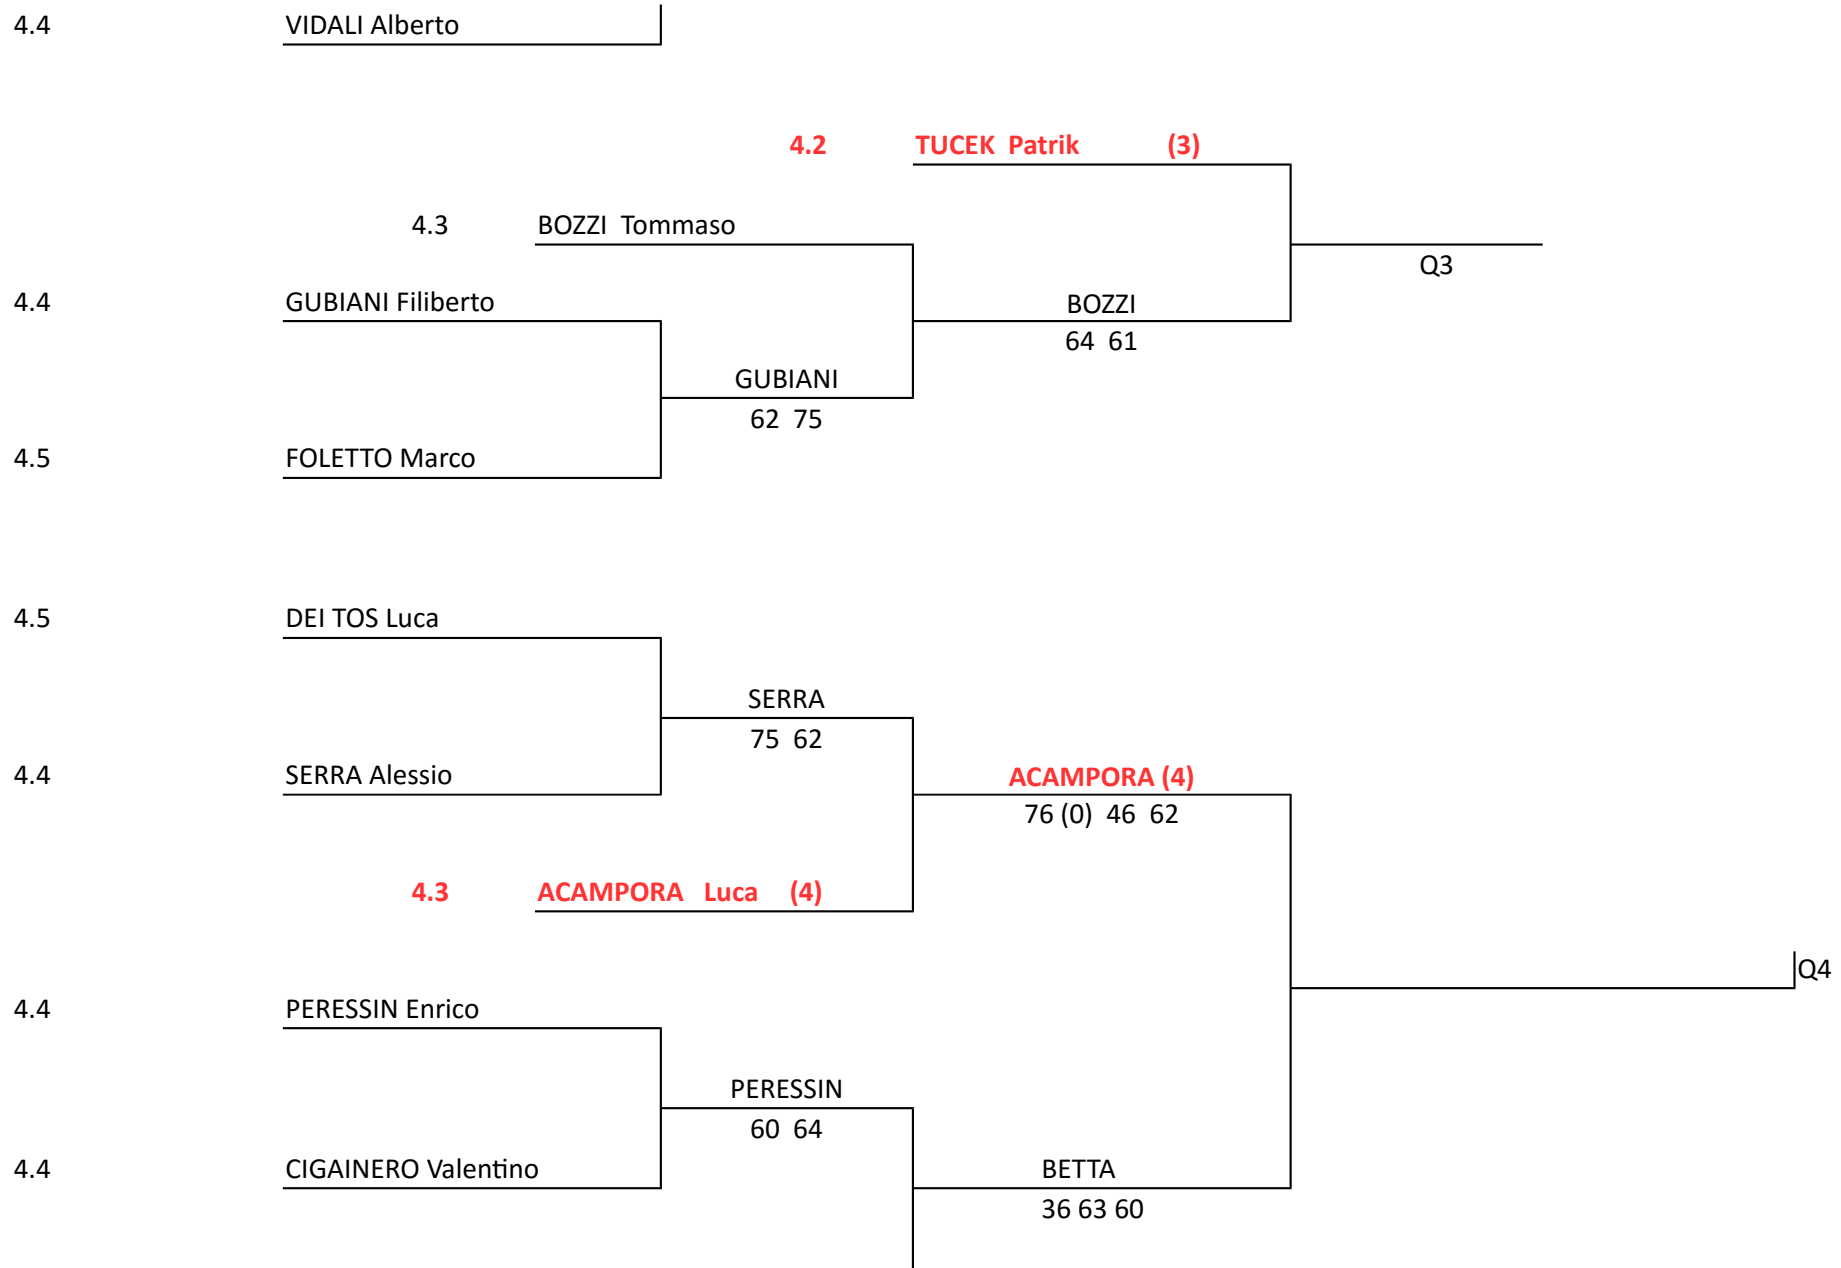 4.4 VIDALI Alberto
4.2 TUCEK Patrik (3)
4.3 BOZZI Tommaso
Q3
4.4 GUBIANI Filiberto BOZZI
64 61
GUBIANI
62 75
4.5 FOLETTO Marco
4.5 DEI TOS Luca
SERRA
75 62
4.4 SERRA Alessio ACAMPORA (4)
76 (0) 46 62
4.3 ACAMPORA Luca (4)
Q4
4.4 PERESSIN Enrico
PERESSIN
60 64
4.4 CIGAINERO Valentino BETTA
36 63 60